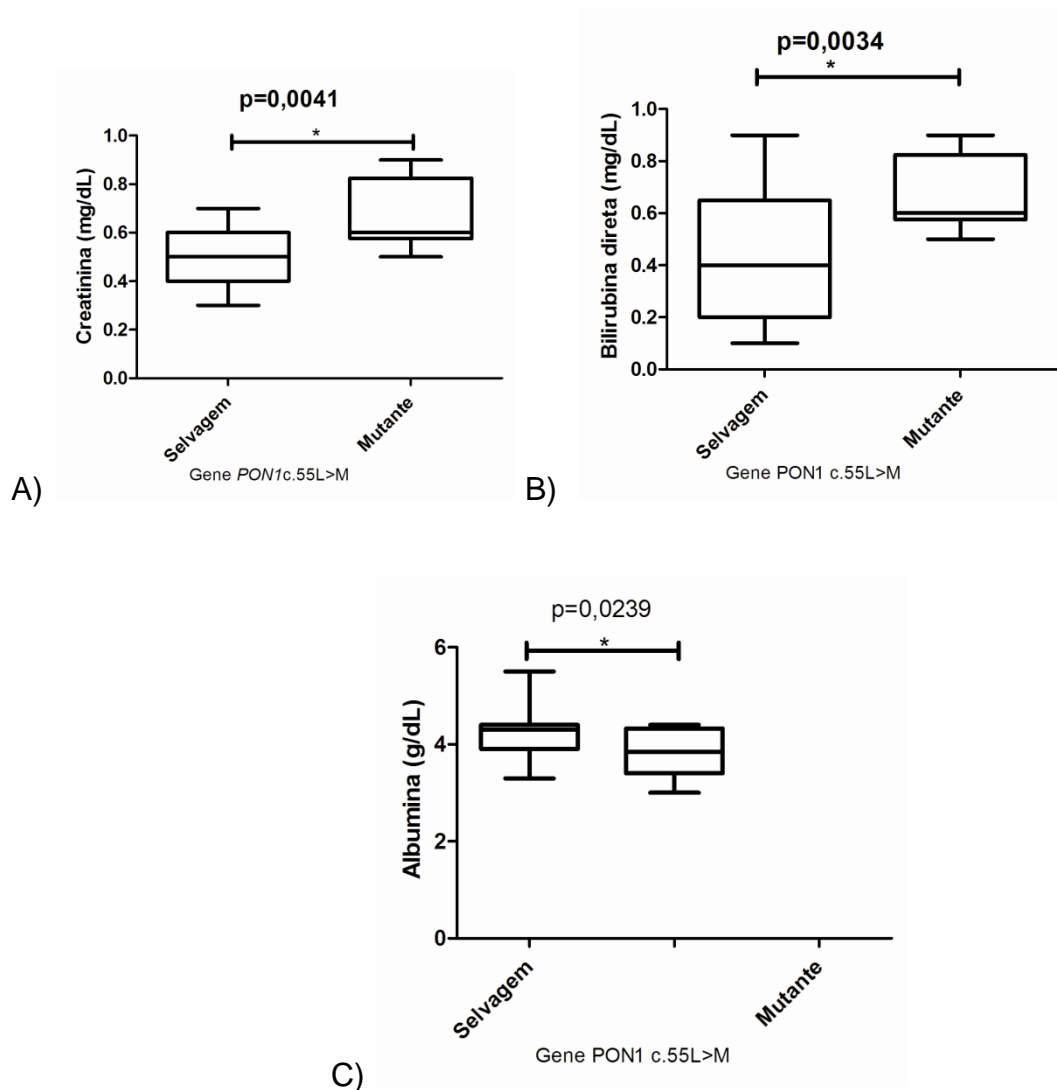 p=0,0041
*
Creatinina (mg/dL)
1.0
0.8
0.6
0.4
0.2
0.0
Selvagem
Mutante
Gene PON1c.55L>M
A)
p=0,0034
*
Bilirubina direta (mg/dL)
1.0
0.8
0.6
0.4
0.2
0.0
Selvagem
Mutante
Gene PON1 c.55L>M
B)
p=0,0239
*
Albumina (g/dL)
6
4
2
0
Selvagem
Mutante
Gene PON1 c.55L>M
C)